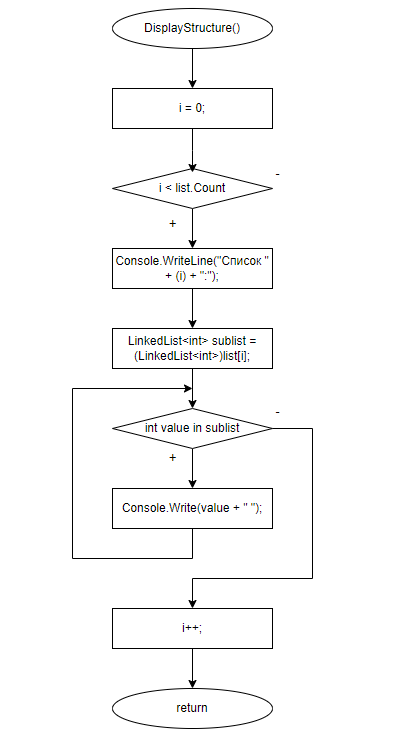 DisplayStructure()
i = 0;
-
i < list.Count
+
Console.WriteLine("Список "
+ (i) + ":");
LinkedList<int> sublist =
(LinkedList<int>)list[i];
-
int value in sublist
+
Console.Write(value + " ");
i++;
return